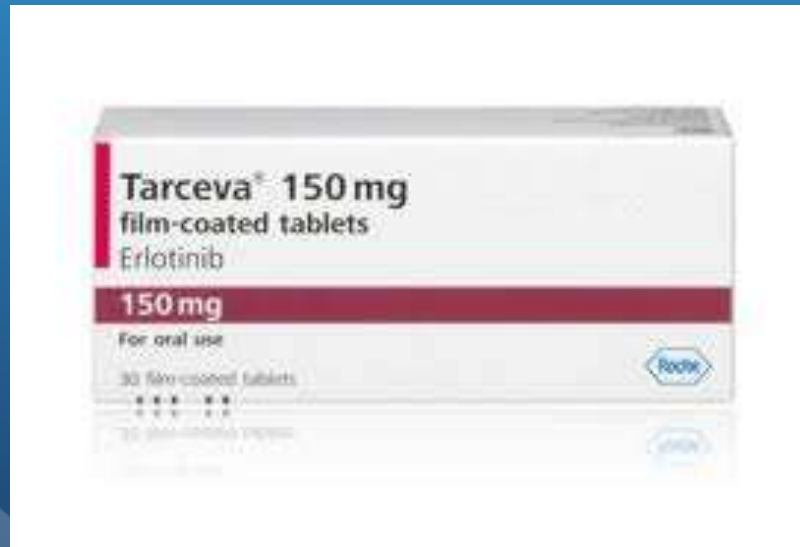 Tarceva® 150 mg
film-coated tablets
Erlotinib
150 mg
For oral use
30 film-coated tablets
Roche